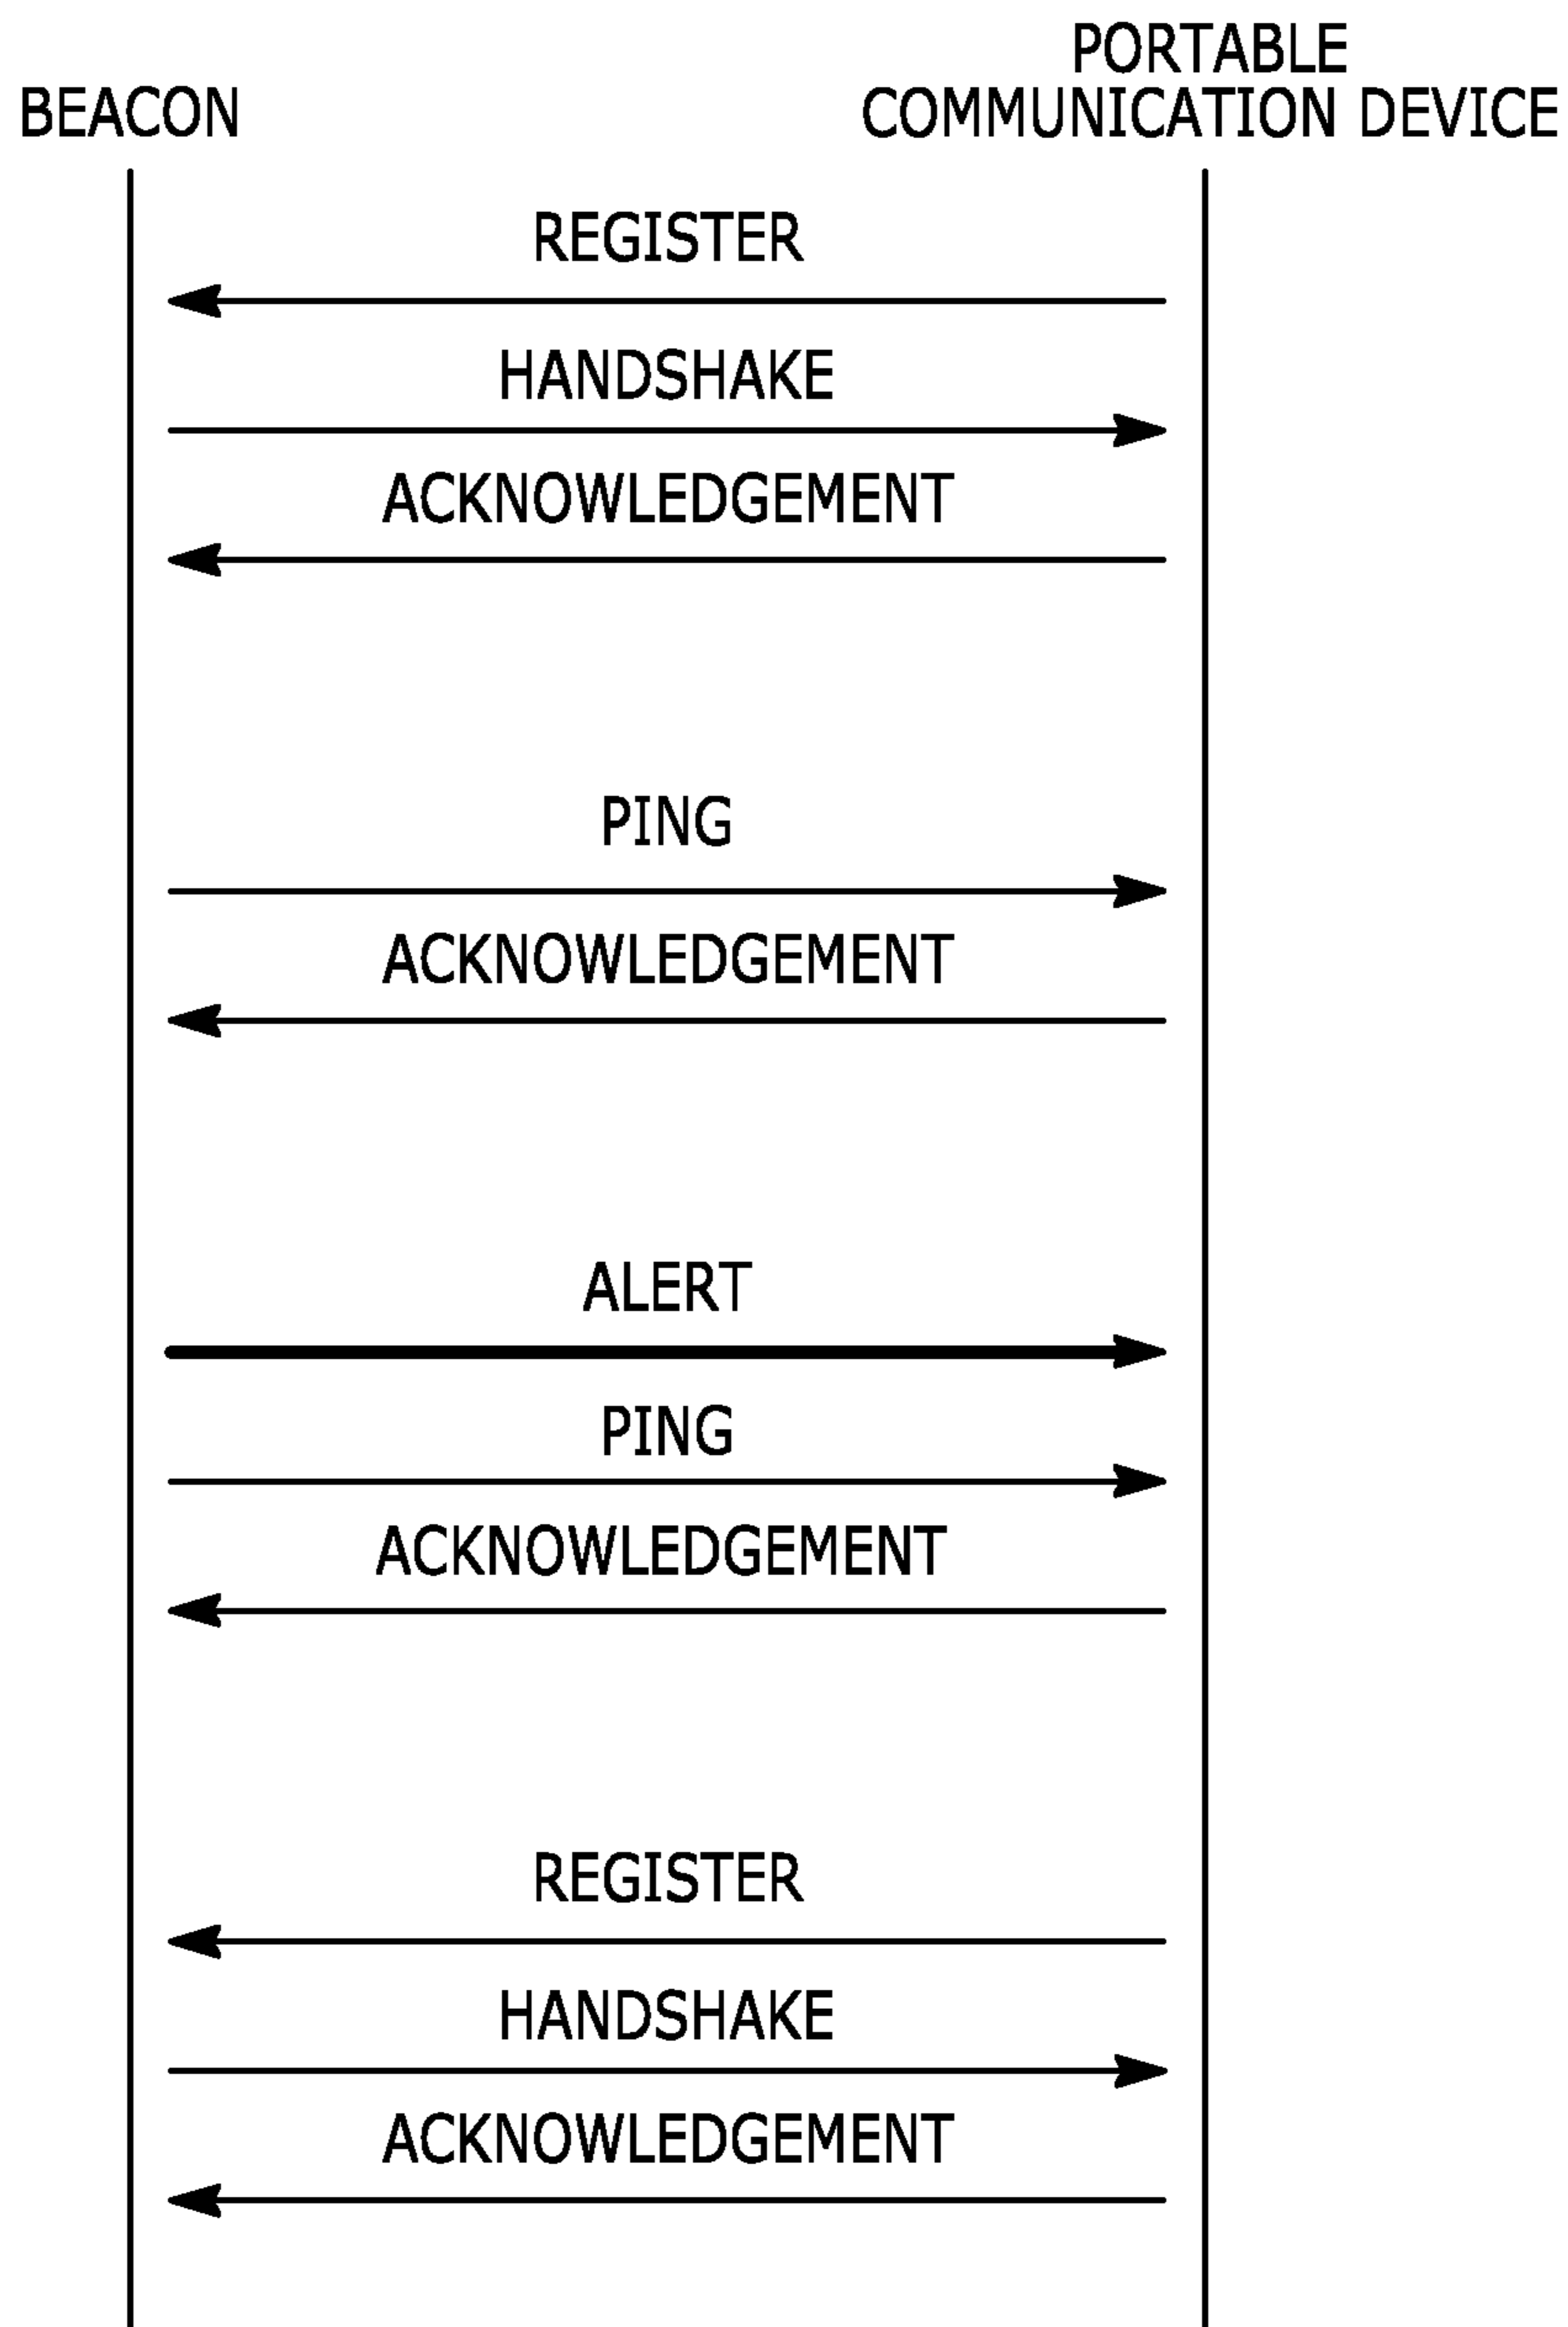 BEACON
PORTABLE
COMMUNICATION DEVICE
REGISTER
HANDSHAKE
ACKNOWLEDGEMENT
PING
ACKNOWLEDGEMENT
ALERT
PING
ACKNOWLEDGEMENT
REGISTER
HANDSHAKE
ACKNOWLEDGEMENT